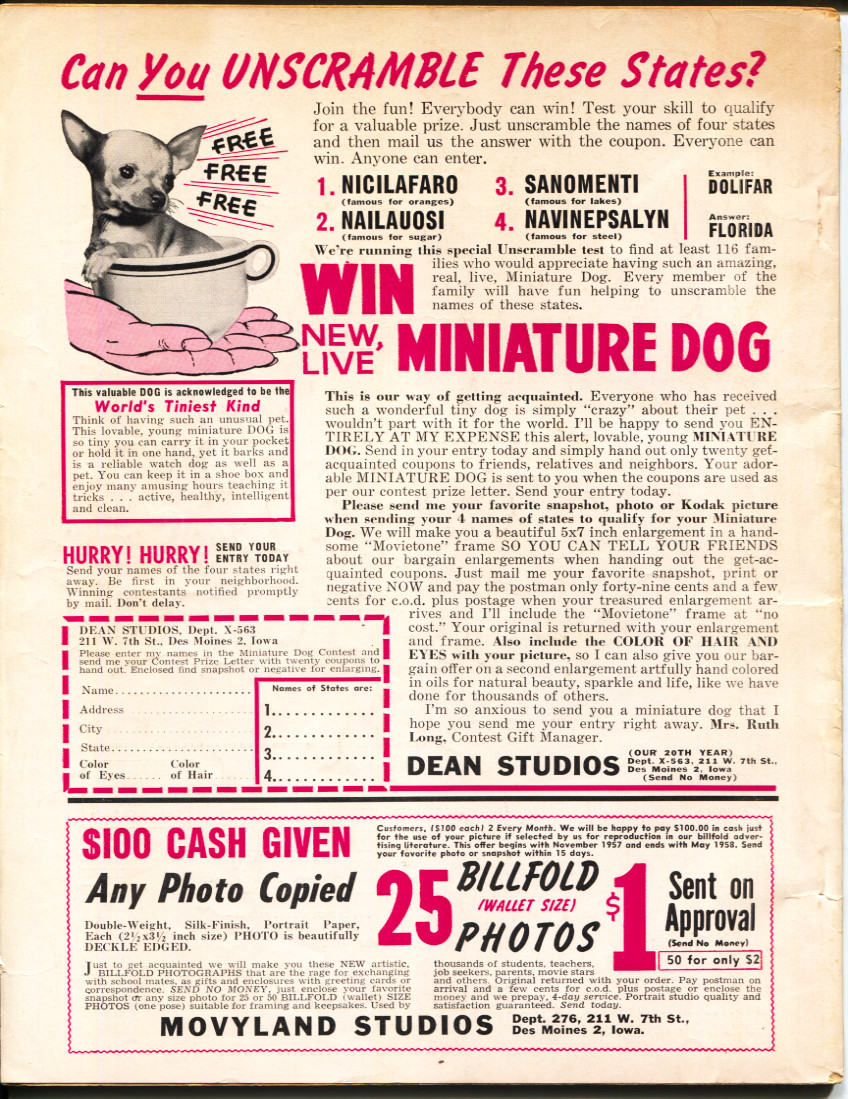 Can You UNSCRAMBLE These States?
FREE
FREE
FREE
Join the fun! Everybody can win! Test your skill to qualify
for a valuable prize. Just unscramble the names of four states
and then mail us the answer with the coupon. Everyone can
win. Anyone can enter.
1. NICILAFARO
(famous for oranges)
2. NAILAUOSI
(famous for sugar)
3. SANOMENTI
(famous for lakes)
4. NAVINEPSALYN
(famous for steel)
Example:
DOLIFAR
Answer:
FLORIDA
We're running this special Unscramble test to find at least 116 fam-
ilies who would appreciate having such an amazing,
real, live, Miniature Dog. Every member of the
family will have fun helping to unscramble the
names of these states.
WIN
NEW,
LIVE
MINIATURE DOG
This valuable DOG is acknowledged to be the
World's Tiniest Kind
Think of having such an unusual pet.
This lovable, young miniature DOG is
so tiny you can carry it in your pocket
or hold it in one hand, yet it barks and
is a reliable watch dog as well as a
pet. You can keep it in a shoe box and
enjoy many amusing hours teaching it
tricks . . . active, healthy, intelligent
and clean.
HURRY! HURRY! SEND YOUR
ENTRY TODAY
Send your names of the four states right
away. Be first in your neighborhood.
Winning contestants notified promptly
by mail. Don't delay.
This is our way of getting acquainted. Everyone who has received
such a wonderful tiny dog is simply "crazy" about their pet . . .
wouldn't part with it for the world. I'll be happy to send you EN-
TIRELY AT MY EXPENSE this alert, lovable, young MINIATURE
DOG. Send in your entry today and simply hand out only twenty get-
acquainted coupons to friends, relatives and neighbors. Your ador-
able MINIATURE DOG is sent to you when the coupons are used as
per our contest prize letter. Send your entry today.
Please send me your favorite snapshot, photo or Kodak picture
when sending your 4 names of states to qualify for your Miniature
Dog. We will make you a beautiful 5x7 inch enlargement in a hand-
some "Movietone" frame SO YOU CAN TELL YOUR FRIENDS
about our bargain enlargements when handing out the get-ac-
quainted coupons. Just mail me your favorite snapshot, print or
negative NOW and pay the postman only forty-nine cents and a few
cents for c.o.d. plus postage when your treasured enlargement ar-
rives and I'll include the "Movietone" frame at "no
cost." Your original is returned with your enlargement
and frame. Also include the COLOR OF HAIR AND
EYES with your picture, so I can also give you our bar-
gain offer on a second enlargement artfully hand colored
in oils for natural beauty, sparkle and life, like we have
done for thousands of others.
I'm so anxious to send you a miniature dog that I
hope you send me your entry right away. Mrs. Ruth
Long, Contest Gift Manager.
DEAN STUDIOS (OUR 20TH YEAR)
Dept. X-563, 211 W. 7th St.,
Des Moines 2, Iowa
(Send No Money)
DEAN STUDIOS, Dept. X-563
211 W. 7th St., Des Moines 2, Iowa
Please enter my names in the Miniature Dog Contest and
send me your Contest Prize Letter with twenty coupons to
hand out. Enclosed find snapshot or negative for enlarging.
Name
Address
City
State
Color of Eyes
Color of Hair
Names of States are:
1.
2.
3.
4.
$100 CASH GIVEN
Any Photo Copied
Double-Weight, Silk-Finish, Portrait Paper,
Each (2½x3½ inch size) PHOTO is beautifully
DECKLE EDGED.
Customers, ($100 each) 2 Every Month. We will be happy to pay $100.00 in cash just
for the use of your picture if selected by us for reproduction in our billfold adver-
tising literature. This offer begins with November 1957 and ends with May 1958. Send
your favorite photo or snapshot within 15 days.
25 BILLFOLD
(WALLET SIZE)
PHOTOS
$1
Sent on
Approval
(Send No Money)
50 for only $2
Just to get acquainted we will make you these NEW artistic,
BILLFOLD PHOTOGRAPHS that are the rage for exchanging
with school mates, as gifts and enclosures with greeting cards or
correspondence. SEND NO MONEY, just enclose your favorite
snapshot or any size photo for 25 or 50 BILLFOLD (wallet) SIZE
PHOTOS (one pose) suitable for framing and keepsakes. Used by
thousands of students, teachers,
job seekers, parents, movie stars
and others. Original returned with your order. Pay postman on
arrival and a few cents for c.o.d. plus postage or enclose the
money and we prepay, 4-day service. Portrait studio quality and
satisfaction guaranteed. Send today.
MOVYLAND STUDIOS Dept. 276, 211 W. 7th St.,
Des Moines 2, Iowa.